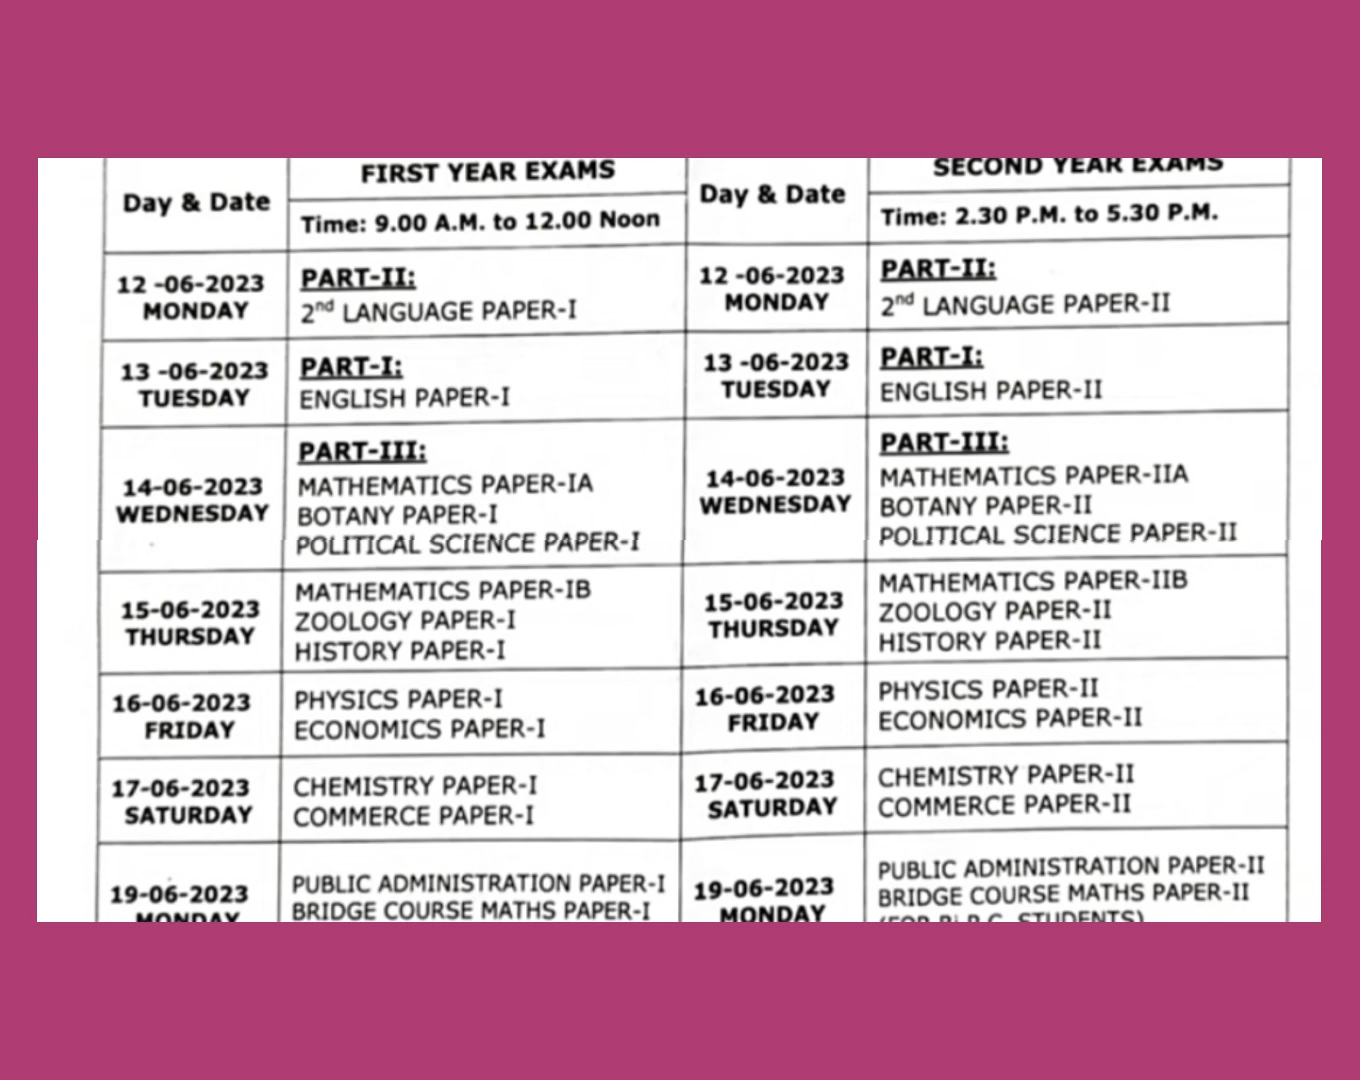 Day & Date
FIRST YEAR EXAMS
Time: 9.00 A.M. to 12.00 Noon
Day & Date
SECOND YEAR EXAMS
Time: 2.30 P.M. to 5.30 P.M.
12 -06-2023
MONDAY
PART-II:
2nd LANGUAGE PAPER-I
12 -06-2023
MONDAY
PART-II:
2nd LANGUAGE PAPER-II
13 -06-2023
TUESDAY
PART-I:
ENGLISH PAPER-I
13 -06-2023
TUESDAY
PART-I:
ENGLISH PAPER-II
14-06-2023
WEDNESDAY
PART-III:
MATHEMATICS PAPER-IA
BOTANY PAPER-I
POLITICAL SCIENCE PAPER-I
14-06-2023
WEDNESDAY
PART-III:
MATHEMATICS PAPER-IIA
BOTANY PAPER-II
POLITICAL SCIENCE PAPER-II
15-06-2023
THURSDAY
MATHEMATICS PAPER-IB
ZOOLOGY PAPER-I
HISTORY PAPER-I
15-06-2023
THURSDAY
MATHEMATICS PAPER-IIB
ZOOLOGY PAPER-II
HISTORY PAPER-II
16-06-2023
FRIDAY
PHYSICS PAPER-I
ECONOMICS PAPER-I
16-06-2023
FRIDAY
PHYSICS PAPER-II
ECONOMICS PAPER-II
17-06-2023
SATURDAY
CHEMISTRY PAPER-I
COMMERCE PAPER-I
17-06-2023
SATURDAY
CHEMISTRY PAPER-II
COMMERCE PAPER-II
19-06-2023
MONDAY
PUBLIC ADMINISTRATION PAPER-I
BRIDGE COURSE MATHS PAPER-I
19-06-2023
MONDAY
PUBLIC ADMINISTRATION PAPER-II
BRIDGE COURSE MATHS PAPER-II
(FOR Bi.P.C. STUDENTS)